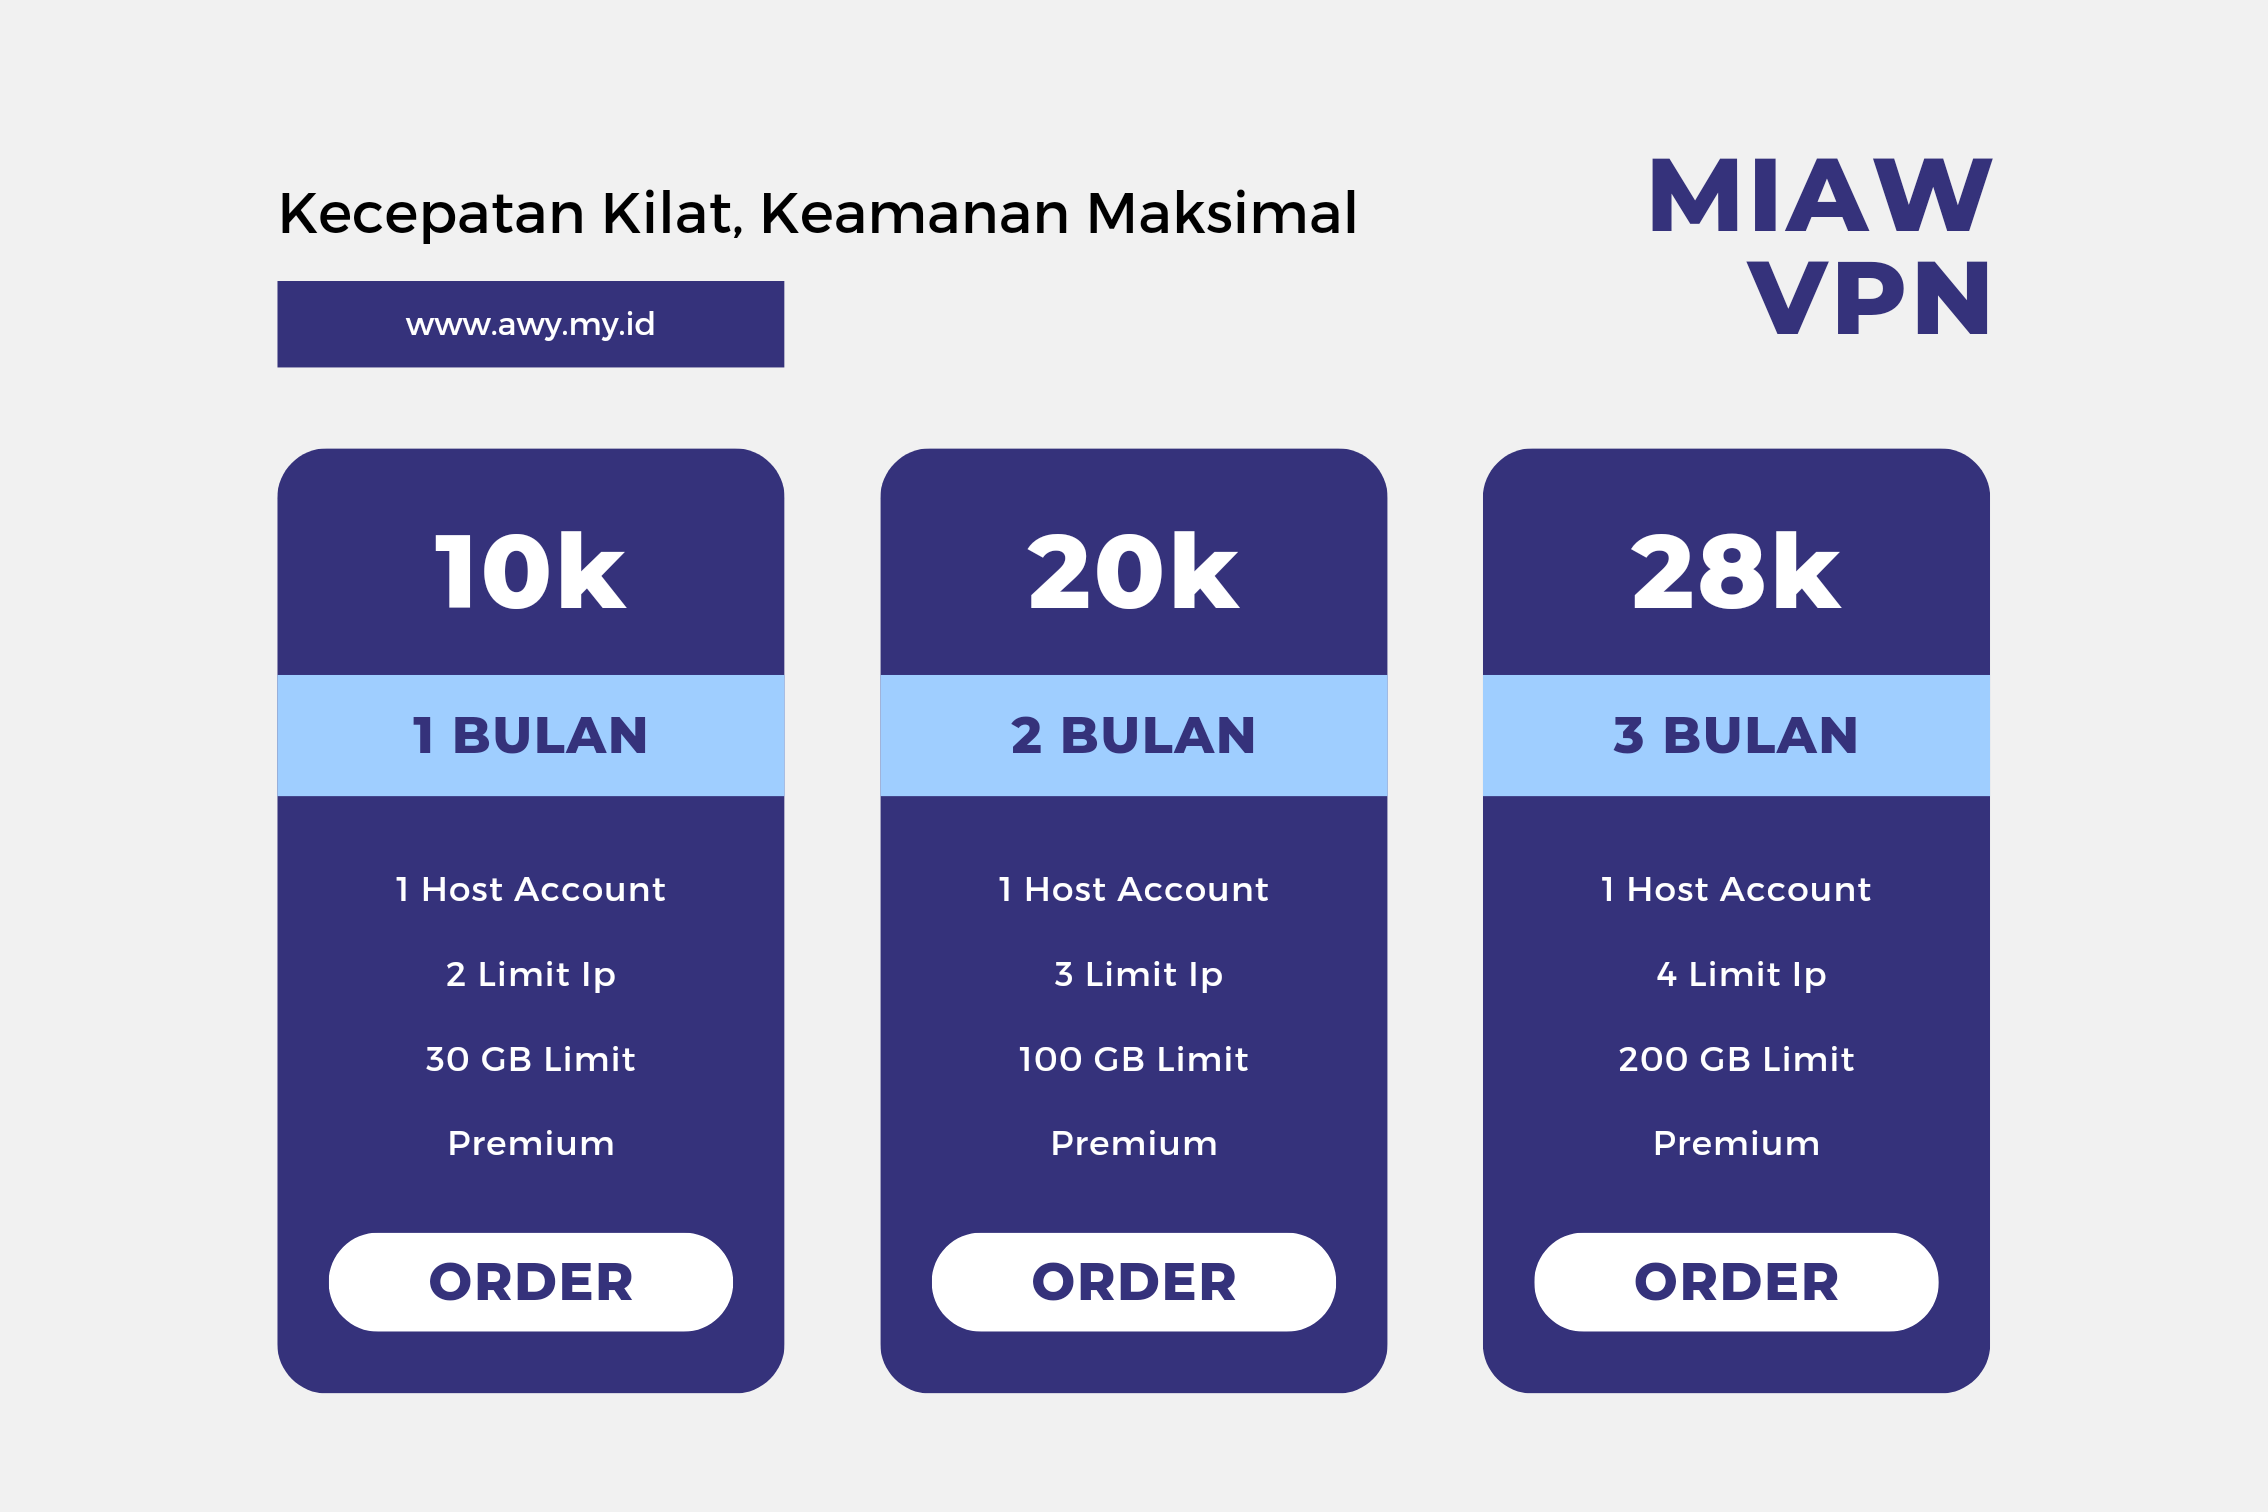 Kecepatan Kilat, Keamanan Maksimal
www.awy.my.id
MIAW
VPN
10k
1 BULAN
1 Host Account
2 Limit Ip
30 GB Limit
Premium
ORDER
20k
2 BULAN
1 Host Account
3 Limit Ip
100 GB Limit
Premium
ORDER
28k
3 BULAN
1 Host Account
4 Limit Ip
200 GB Limit
Premium
ORDER